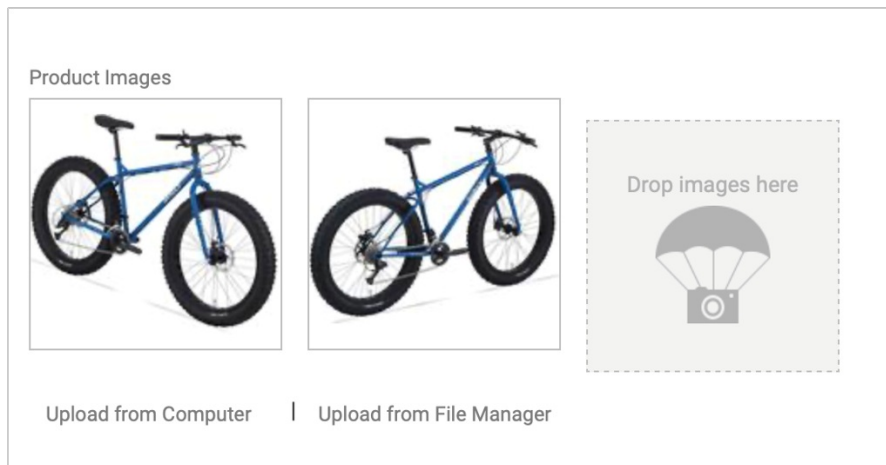 Product Images
Drop images here
Upload from Computer | Upload from File Manager